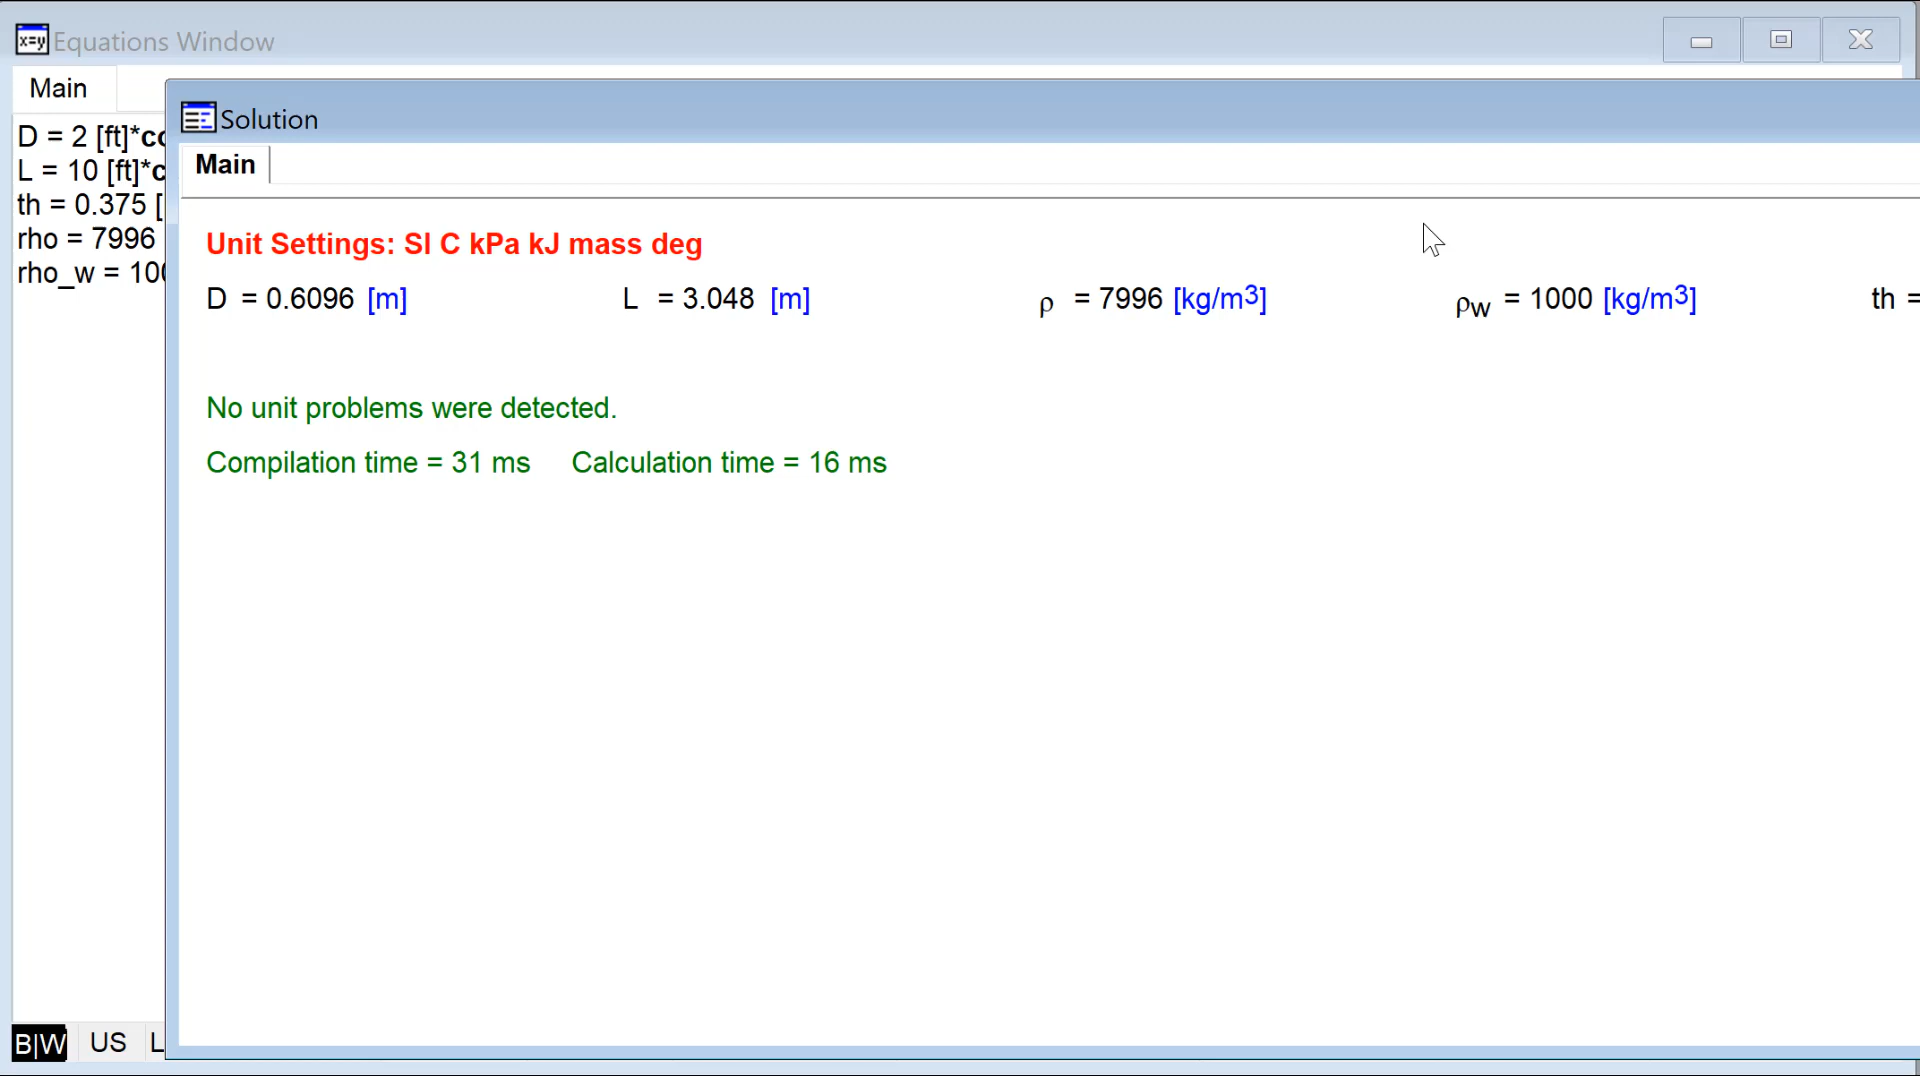 Equations Window
Main
D = 2 [ft]*co
L = 10 [ft]*c
th = 0.375 [
rho = 7996
rho_w = 100
Solution
Main
Unit Settings: SI C kPa kJ mass deg
D = 0.6096 [m] L = 3.048 [m] ρ = 7996 [kg/m3] ρw = 1000 [kg/m3] th =
No unit problems were detected.
Compilation time = 31 ms Calculation time = 16 ms
B|W US L